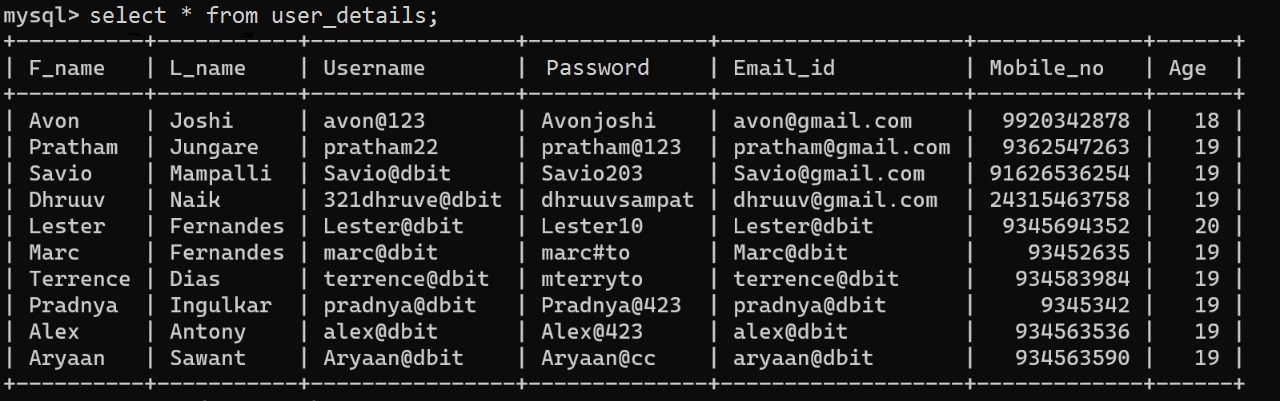 mysql> select * from user_details;
+----------+-----------+----------------+--------------+-------------------+-------------+------+
| F_name | L_name | Username | Password | Email_id | Mobile_no | Age |
+----------+-----------+----------------+--------------+-------------------+-------------+------+
| Avon | Joshi | avon@123 | Avonjoshi | avon@gmail.com | 9920342878 | 18 |
| Pratham | Jungare | pratham22 | pratham@123 | pratham@gmail.com | 9362547263 | 19 |
| Savio | Mampalli | Savio@dbit | Savio203 | Savio@gmail.com | 91626536254 | 19 |
| Dhruuv | Naik | 321dhruve@dbit | dhruuvsampat | dhruuv@gmail.com | 24315463758 | 19 |
| Lester | Fernandes | Lester@dbit | Lester10 | Lester@dbit | 9345694352 | 20 |
| Marc | Fernandes | marc@dbit | marc#to | Marc@dbit | 93452635 | 19 |
| Terrence | Dias | terrence@dbit | mterryto | terrence@dbit | 934583984 | 19 |
| Pradnya | Ingulkar | pradnya@dbit | Pradnya@423 | pradnya@dbit | 9345342 | 19 |
| Alex | Antony | alex@dbit | Alex@423 | alex@dbit | 934563536 | 19 |
| Aryaan | Sawant | Aryaan@dbit | Aryaan@cc | aryaan@dbit | 934563590 | 19 |
+----------+-----------+----------------+--------------+-------------------+-------------+------+